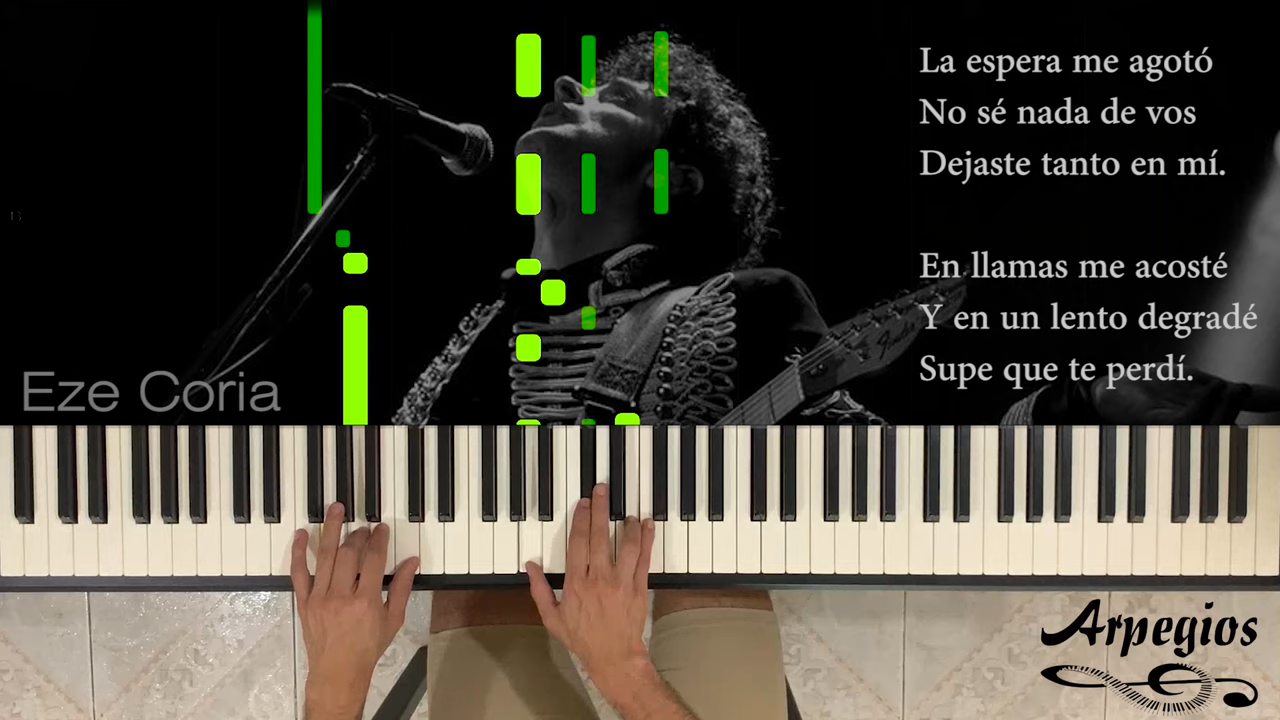 La espera me agotó
No sé nada de vos
Dejaste tanto en mí.
En llamas me acosté
Y en un lento degradé
Supe que te perdí.
Eze Coria
Arpegios